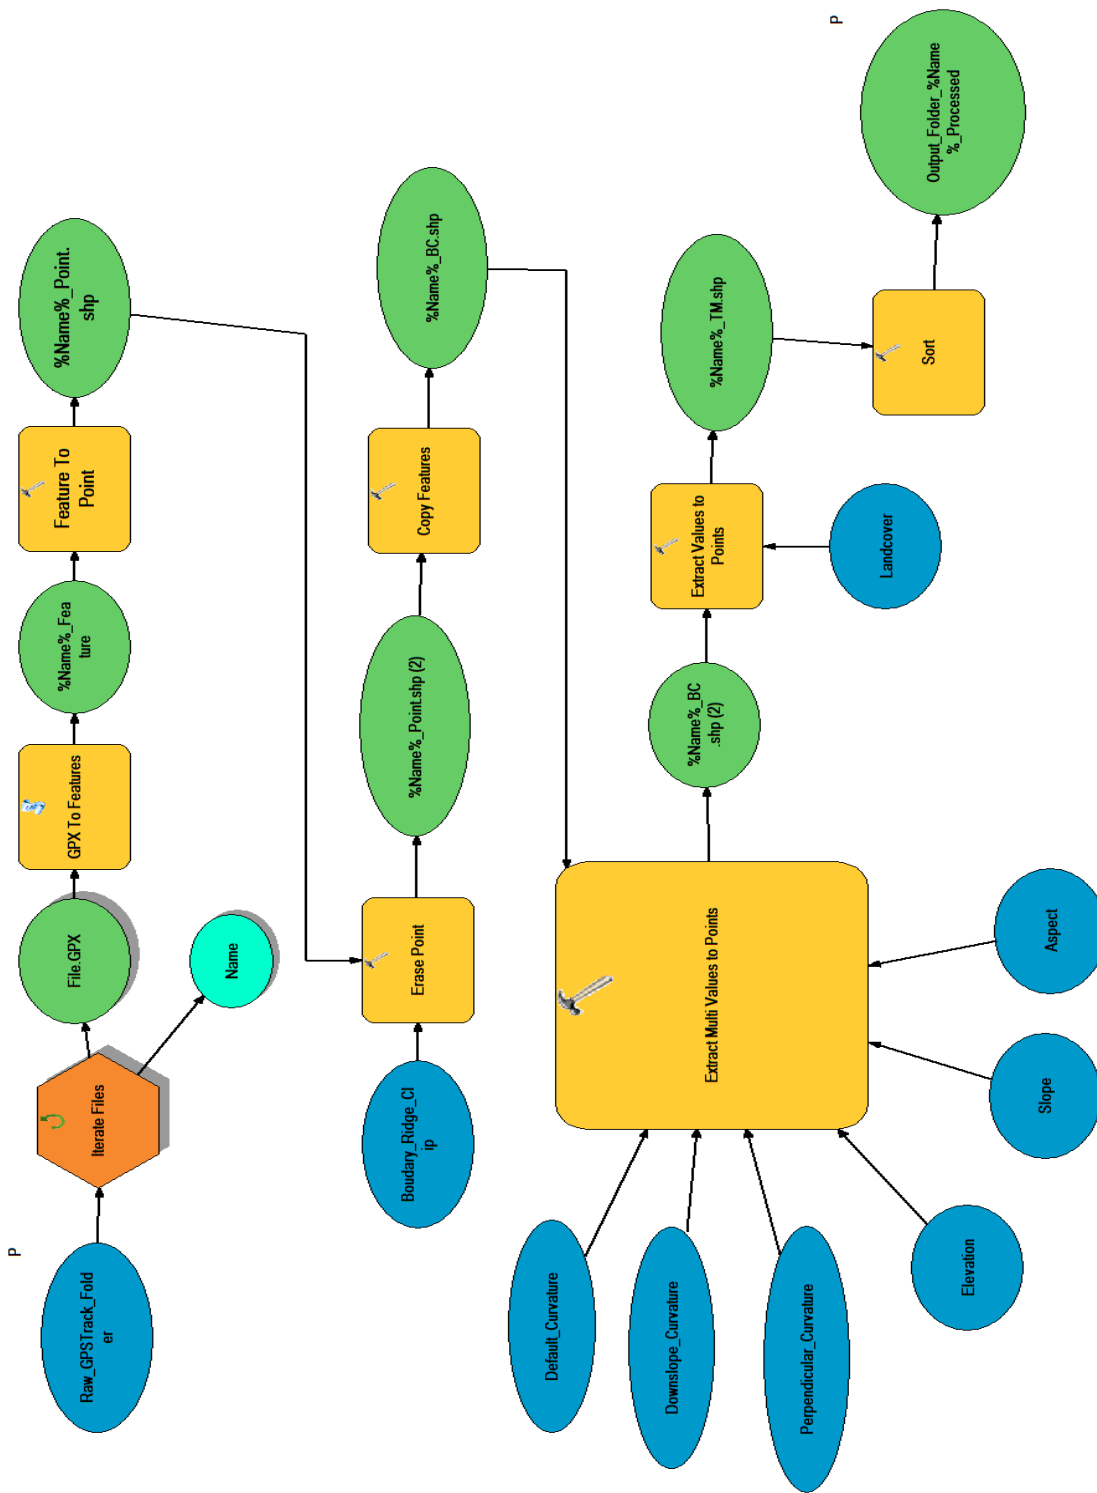 P
Raw_GPSTrack_Fold
er
Iterate Files
Name
File.GPX
GPX To Features
%Name%_Fea
ture
Feature To
Point
%Name%_Point.
shp
Boudary_Ridge_Cl
ip
Erase Point
%Name%_Point.shp (2)
Copy Features
%Name%_BC.shp
Default_Curvature
Downslope_Curvature
Perpendicular_Curvature
Elevation
Slope
Aspect
Extract Multi Values to Points
%Name%_BC
.shp (2)
Extract Values to
Points
Landcover
%Name%_TM.shp
Sort
Output_Folder_%Name
%_Processed
P